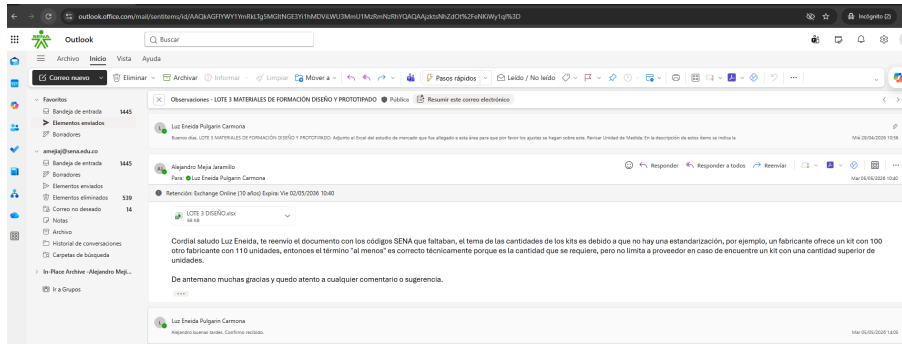 outlook.office.com/mail/sentitems/id/AAQkAGFlYWY1YmRkLTg5MGItNGE3Yi1hMDViLWU3MmU1MzRmNzRhYQAQAAjzktsNhZdOt%2FeNKiWy1qI%3D
Incógnito (2)
SENA
Outlook
Buscar
Archivo Inicio Vista Ayuda
Correo nuevo Eliminar Archivar Informar Limpiar Mover a Pasos rápidos Leído / No leído
Favoritos
Bandeja de entrada 1445
Elementos enviados
Borradores
amejiaj@sena.edu.co
Bandeja de entrada 1445
Borradores
Elementos enviados
Elementos eliminados 539
Correo no deseado 14
Notas
Archivo
Historial de conversaciones
Carpetas de búsqueda
In-Place Archive -Alejandro Meji...
Ir a Grupos
Observaciones - LOTE 3 MATERIALES DE FORMACIÓN DISEÑO Y PROTOTIPADO Público Resumir este correo electrónico
Luz Eneida Pulgarin Carmona
Buenos días, LOTE 3 MATERIALES DE FORMACIÓN DISEÑO Y PROTOTIPADO: Adjunto el Excel del estudio de mercado que fue allegado a esta área para que por favor los ajustes se hagan sobre este. Revisar Unidad de Medida. En la descripción de estos ítems se indica la
Mié 29/04/2026 10:56
Alejandro Mejia Jaramillo
Para: Luz Eneida Pulgarin Carmona
Responder Responder a todos Reenviar
Mar 05/05/2026 10:40
Retención: Exchange Online (10 años) Expira: Vie 02/05/2036 10:40
LOTE 3 DISEÑO.xlsx
68 KB
Cordial saludo Luz Eneida, te reenvio el documento con los códigos SENA que faltaban, el tema de las cantidades de los kits es debido a que no hay una estandarización, por ejemplo, un fabricante ofrece un kit con 100
otro fabricante con 110 unidades, entonces el término "al menos" es correcto técnicamente porque es la cantidad que se requiere, pero no limita a proveedor en caso de encuentre un kit con una cantidad superior de
unidades.
De antemano muchas gracias y quedo atento a cualquier comentario o sugerencia.
Luz Eneida Pulgarin Carmona
Alejandro buenas tardes. Confirmo recibido.
Mar 05/05/2026 14:05